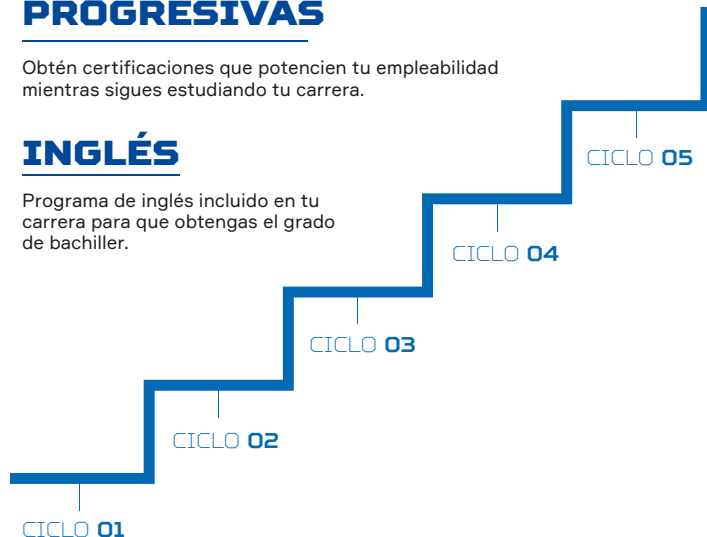 PROGRESIVAS
Obtén certificaciones que potencien tu empleabilidad
mientras sigues estudiando tu carrera.
INGLÉS
Programa de inglés incluido en tu
carrera para que obtengas el grado
de bachiller.
CICLO 05
CICLO 04
CICLO 03
CICLO 02
CICLO 01